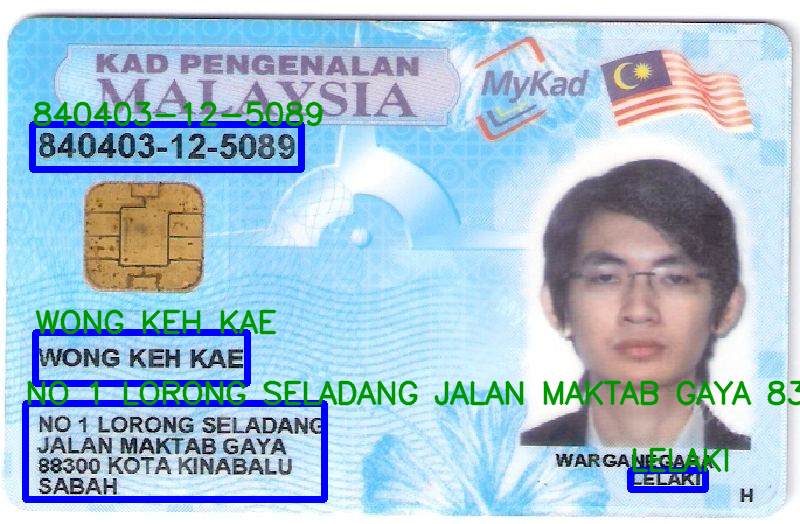 KAD PENGENALAN
MALAYSIA
MyKad
840403-12-5089
840403-12-5089
WONG KEH KAE
WONG KEH KAE
NO 1 LORONG SELADANG JALAN MAKTAB GAYA 83
NO 1 LORONG SELADANG
JALAN MAKTAB GAYA
88300 KOTA KINABALU
SABAH
LELAKI
WARGANEGARA
LELAKI
H